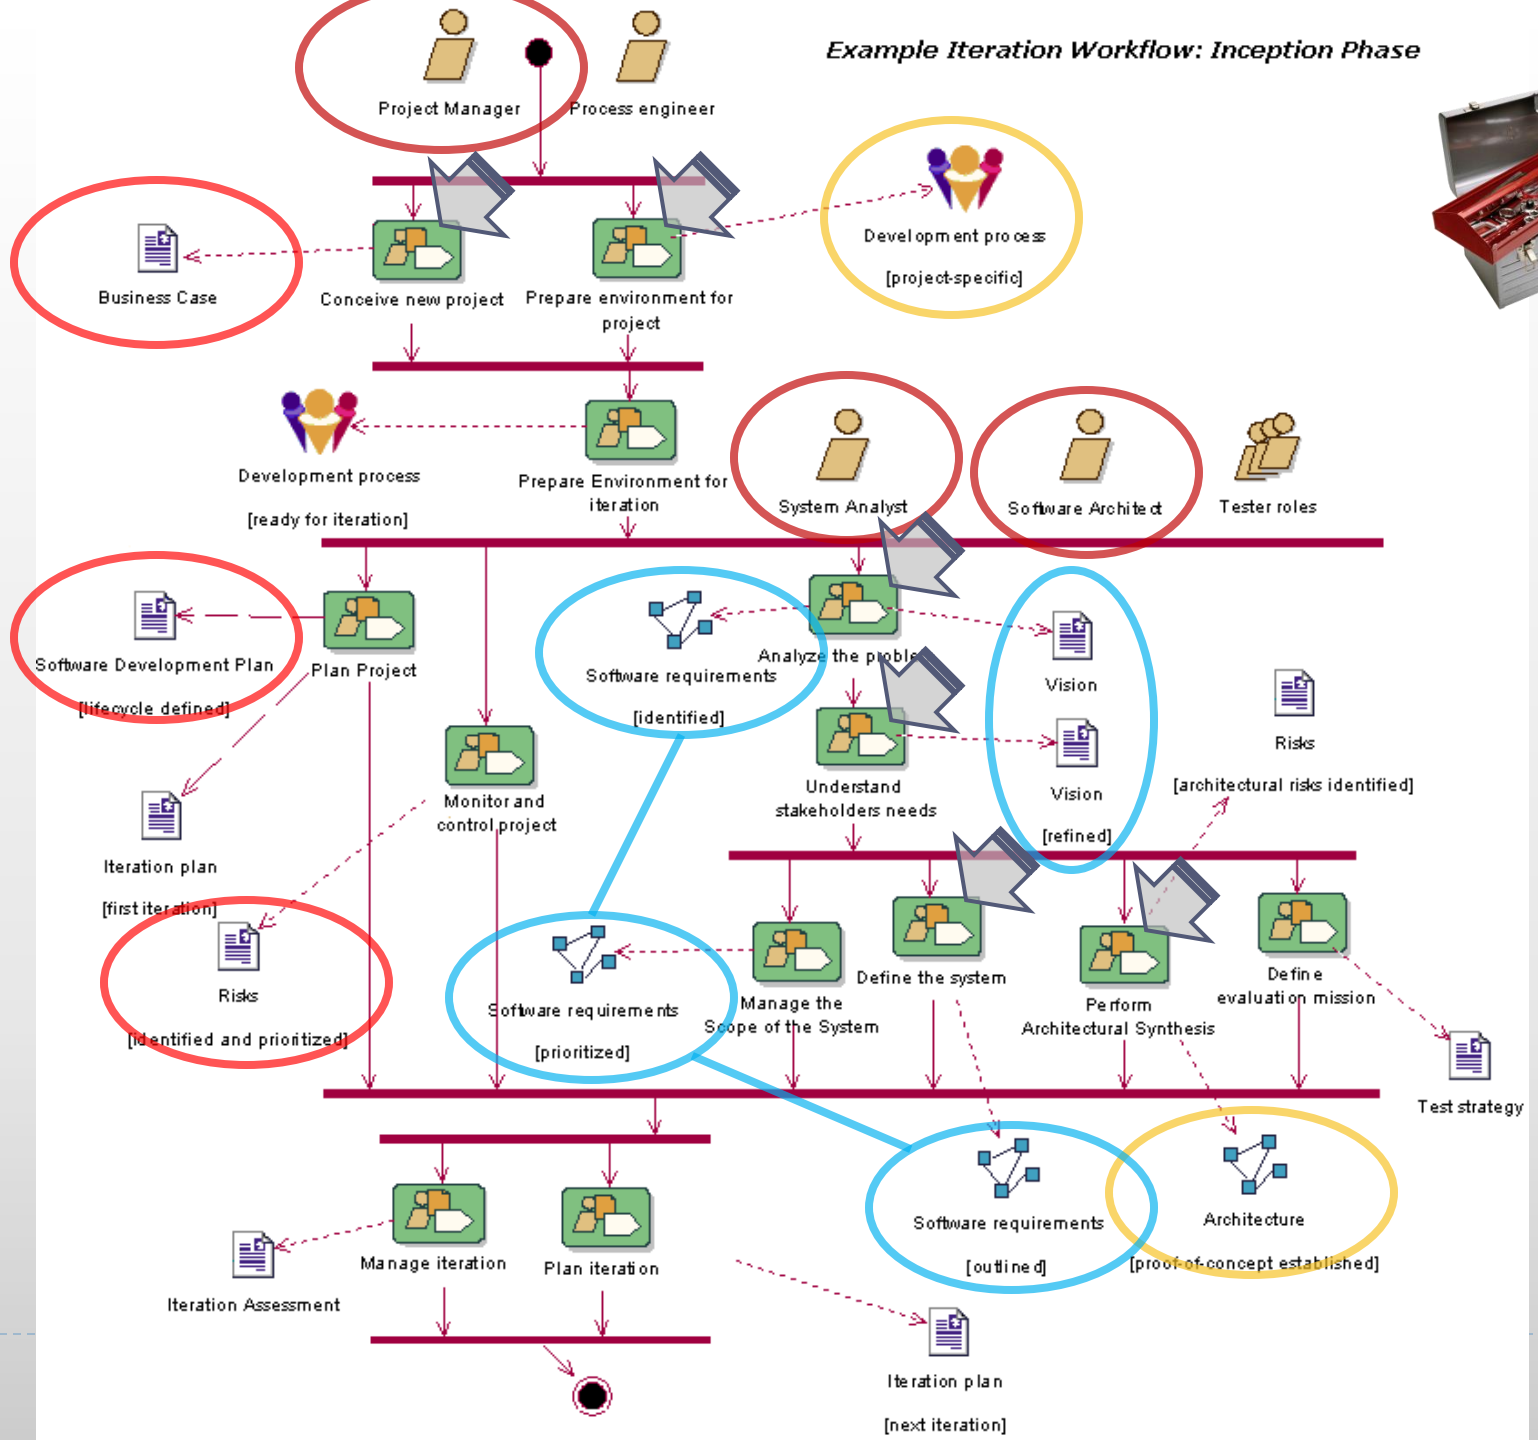 Example Iteration Workflow: Inception Phase
Project Manager
Process engineer
Development process
[project-specific]
Business Case
Conceive new project
Prepare environment for
project
Development process
[ready for iteration]
Prepare Environment for
iteration
System Analyst
Software Architect
Tester roles
Software Development Plan
[lifecycle defined]
Plan Project
Software requirements
[identified]
Analyze the proble
Vision
Risks
[architectural risks identified]
Iteration plan
[first iteration]
Monitor and
control project
Understand
stakeholders needs
Vision
[refined]
Risks
[identified and prioritized]
Software requirements
[prioritized]
Manage the
Scope of the System
Define the system
Perform
Architectural Synthesis
Define
evaluation mission
Test strategy
Software requirements
[outlined]
Architecture
[proof-of-concept established]
Manage iteration
Plan iteration
Iteration Assessment
Iteration plan
[next iteration]